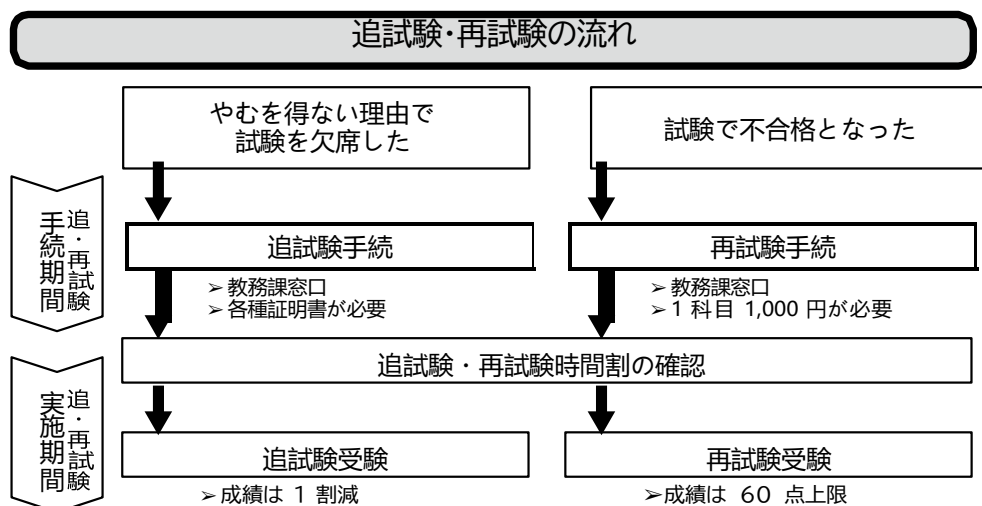 追試験・再試験の流れ
やむを得ない理由で
試験を欠席した
試験で不合格となった
追・再試験
手続期間
追試験手続
再試験手続
➢教務課窓口
➢各種証明書が必要
➢教務課窓口
➢1 科目 1,000 円が必要
追試験・再試験時間割の確認
追・再試験
実施期間
追試験受験
再試験受験
➢成績は 1 割減
➢成績は 60 点上限